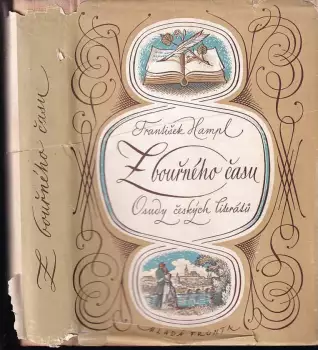 Z bouřného času
František Hampl
Z bouřného času
Osudy českých literátů
MLADÁ FRONTA